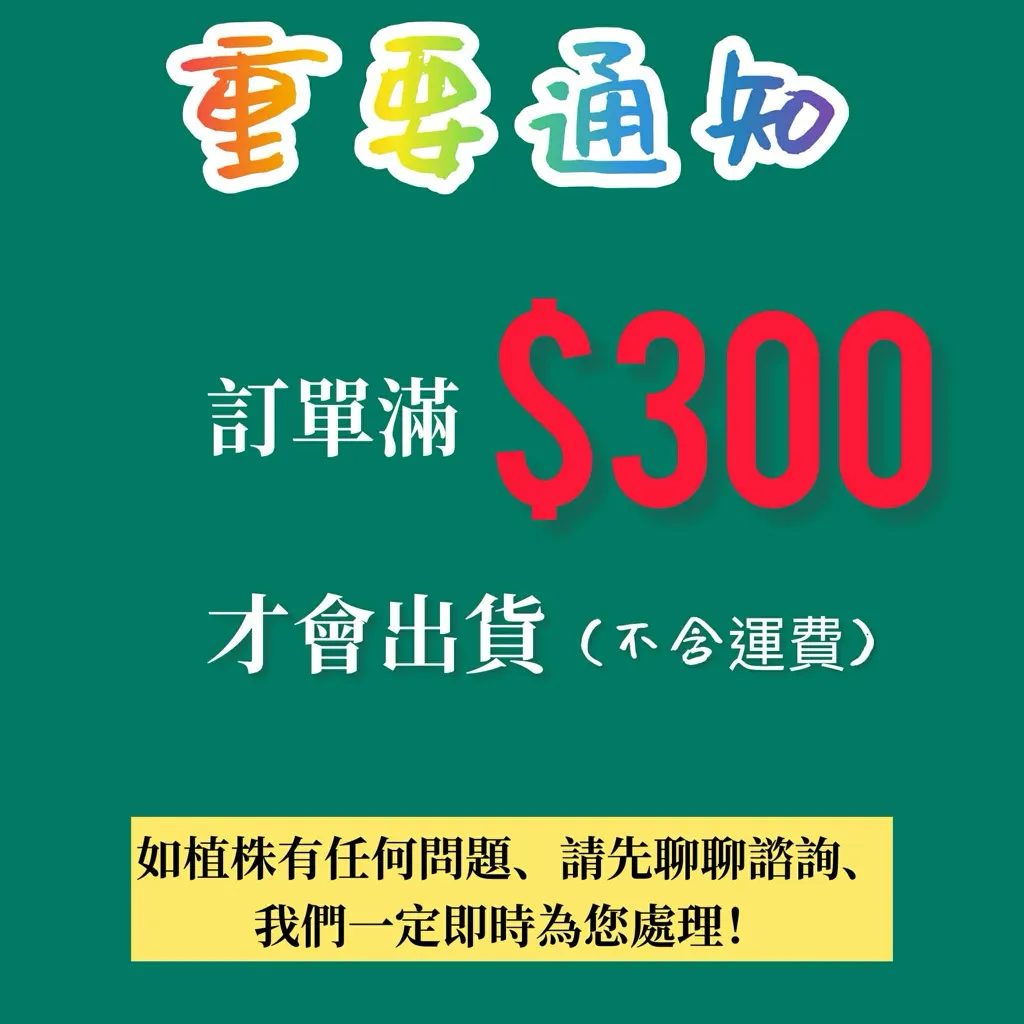 重要通知
訂單滿 $300
才會出貨（不含運費）
如植株有任何問題、請先聊聊諮詢、
我們一定即時為您處理！